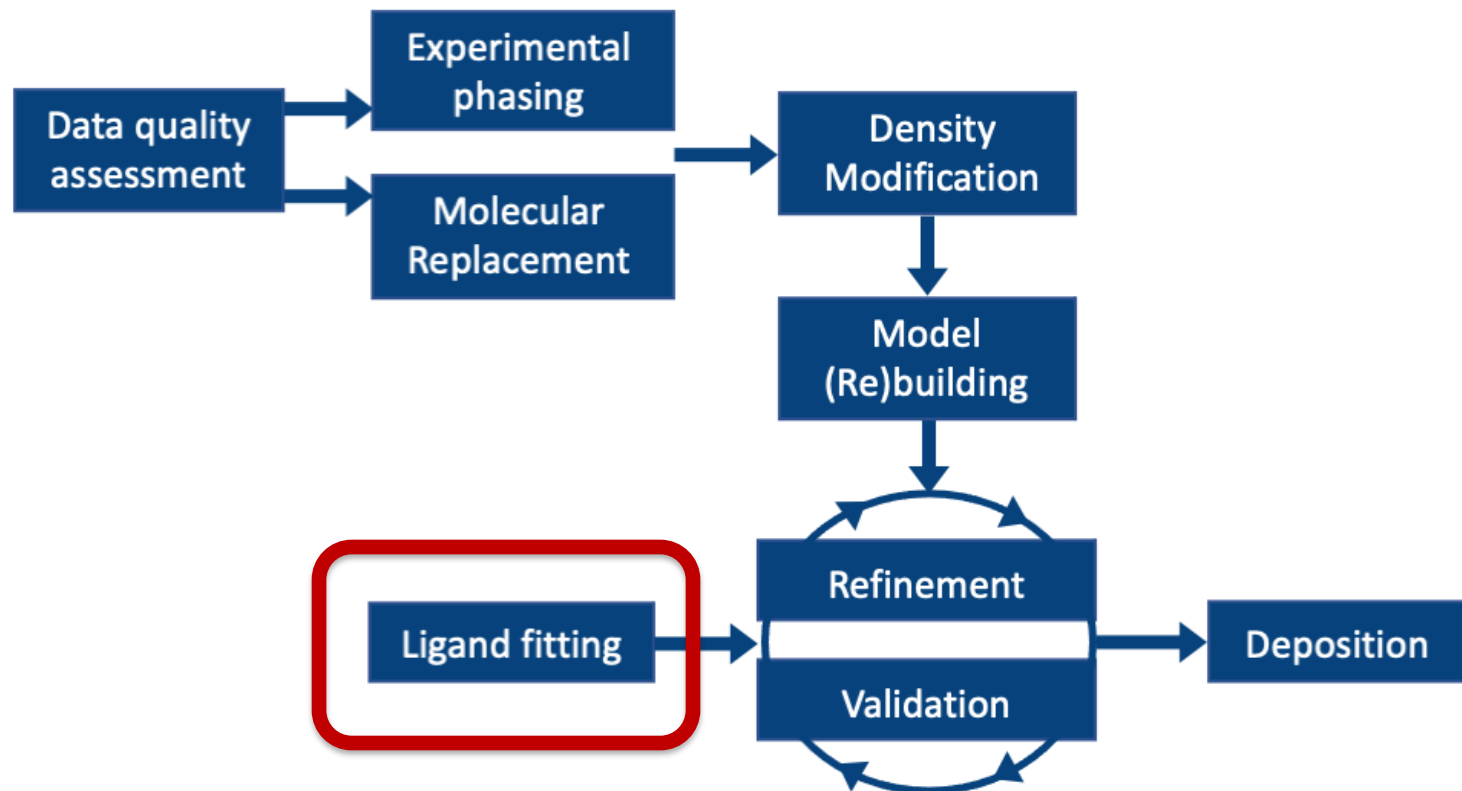 Experimental
phasing
Data quality
assessment
Molecular
Replacement
Density
Modification
Model
(Re)building
Refinement
Ligand fitting
Validation
Deposition